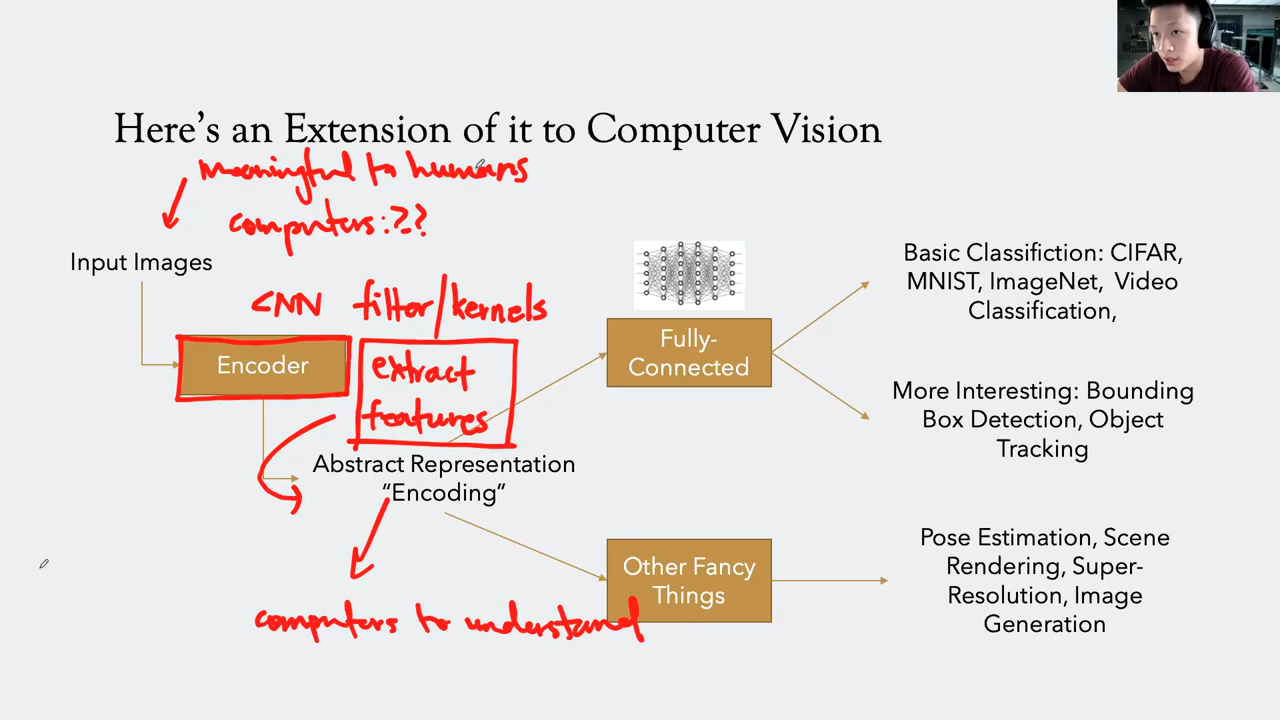 Here's an Extension of it to Computer Vision
meaningful to humans
computers: ??
Input Images
CNN filter/kernels
Encoder
extract
features
Abstract Representation
“Encoding”
computers to understand
Fully-
Connected
Other Fancy
Things
Basic Classifiction: CIFAR,
MNIST, ImageNet, Video
Classification,
More Interesting: Bounding
Box Detection, Object
Tracking
Pose Estimation, Scene
Rendering, Super-
Resolution, Image
Generation